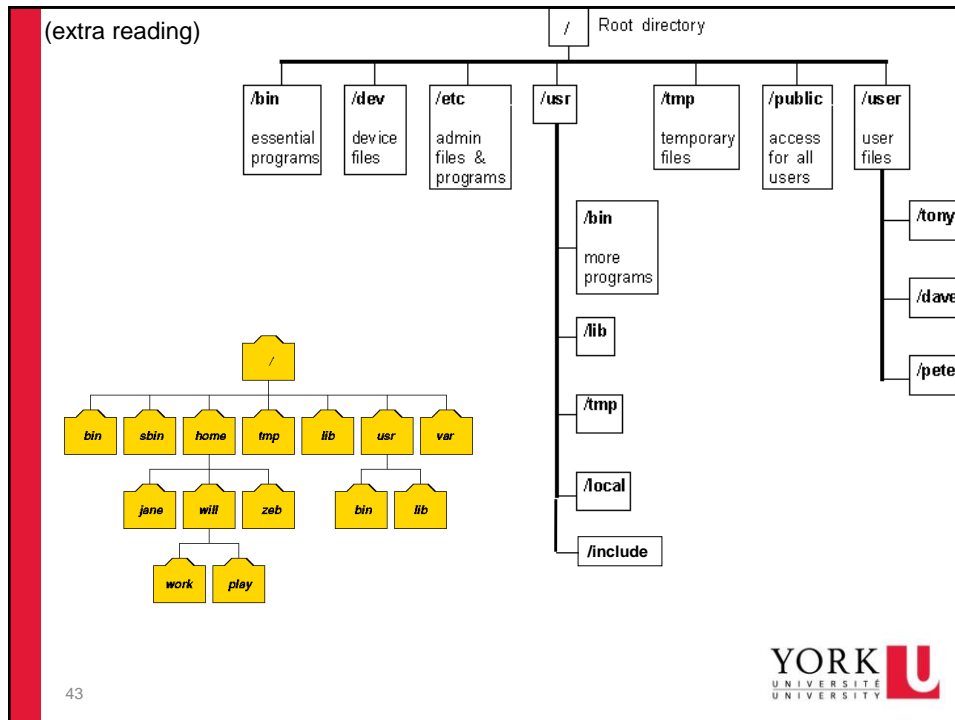 (extra reading)
/ Root directory
/bin
essential
programs
/dev
device
files
/etc
admin
files &
programs
/usr
/tmp
temporary
files
/public
access
for all
users
/user
user
files
/bin
more
programs
/lib
/tmp
/local
/include
/tony
/dave
/pete
/
bin sbin home tmp lib usr var
jane will zeb bin lib
work play
43
YORK U
UNIVERSITÉ
UNIVERSITY